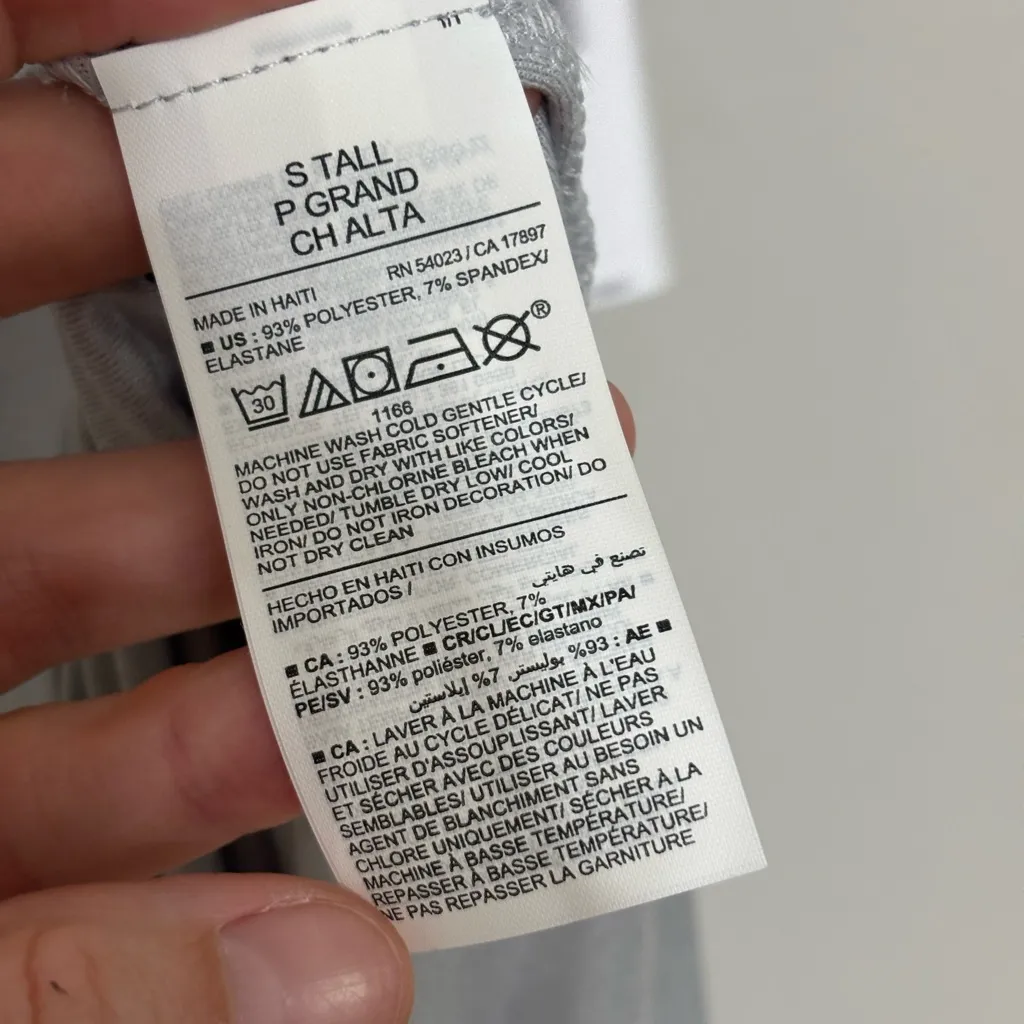 1/1
S TALL
P GRAND
CH ALTA
RN 54023 / CA 17897
MADE IN HAITI
■ US : 93% POLYESTER, 7% SPANDEX/
ELASTANE
30
®
1166
MACHINE WASH COLD GENTLE CYCLE/
DO NOT USE FABRIC SOFTENER/
WASH AND DRY WITH LIKE COLORS/
ONLY NON-CHLORINE BLEACH WHEN
NEEDED/ TUMBLE DRY LOW/ COOL
IRON/ DO NOT IRON DECORATION/ DO
NOT DRY CLEAN
HECHO EN HAITI CON INSUMOS
IMPORTADOS /
تصنع في هايتي
■ CA : 93% POLYESTER, 7%
ÉLASTHANNE ■ CR/CL/EC/GT/MX/PA/
PE/SV : 93% poliéster, 7% elastano
■ AE : 93% بوليستر 7% إيلاستين
■ CA : LAVER À LA MACHINE À L'EAU
FROIDE AU CYCLE DÉLICAT/ NE PAS
UTILISER D'ASSOUPLISSANT/ LAVER
ET SÉCHER AVEC DES COULEURS
SEMBLABLES/ UTILISER AU BESOIN UN
AGENT DE BLANCHIMENT SANS
CHLORE UNIQUEMENT/ SÉCHER À LA
MACHINE À BASSE TEMPÉRATURE/
REPASSER À BASSE TEMPÉRATURE/
NE PAS REPASSER LA GARNITURE